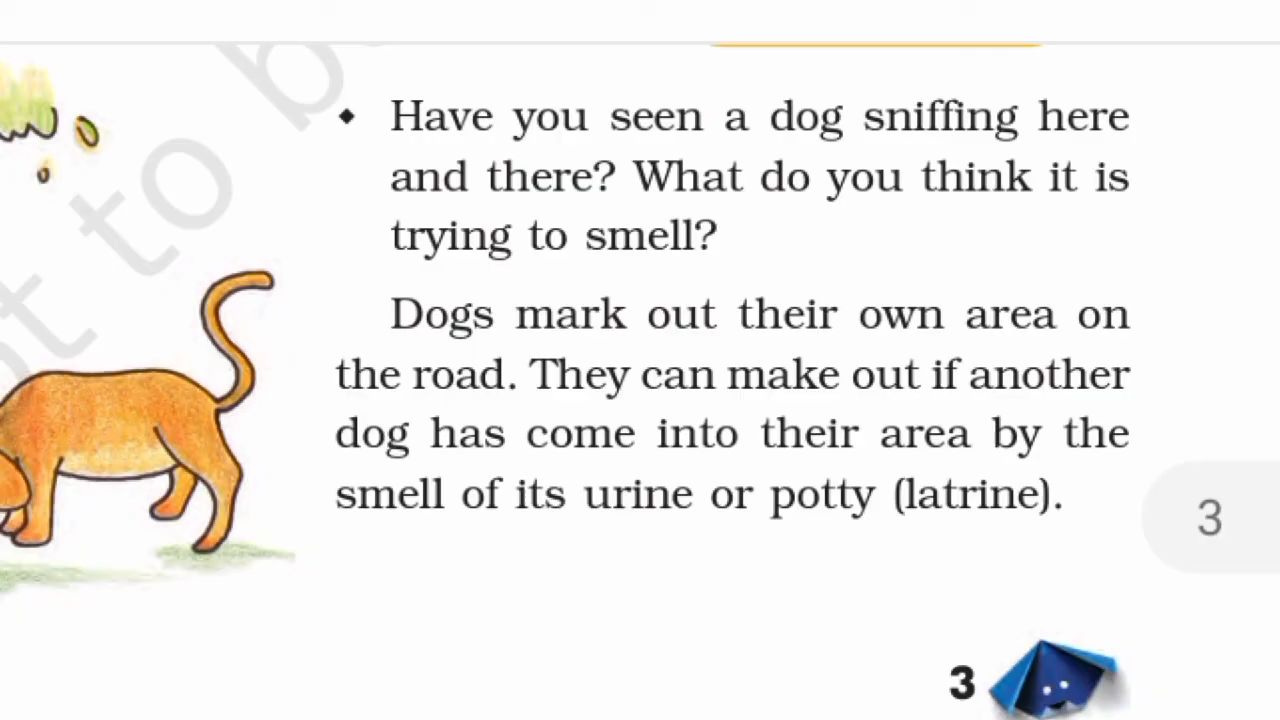 ◆ Have you seen a dog sniffing here
and there? What do you think it is
trying to smell?
Dogs mark out their own area on
the road. They can make out if another
dog has come into their area by the
smell of its urine or potty (latrine).
3
3